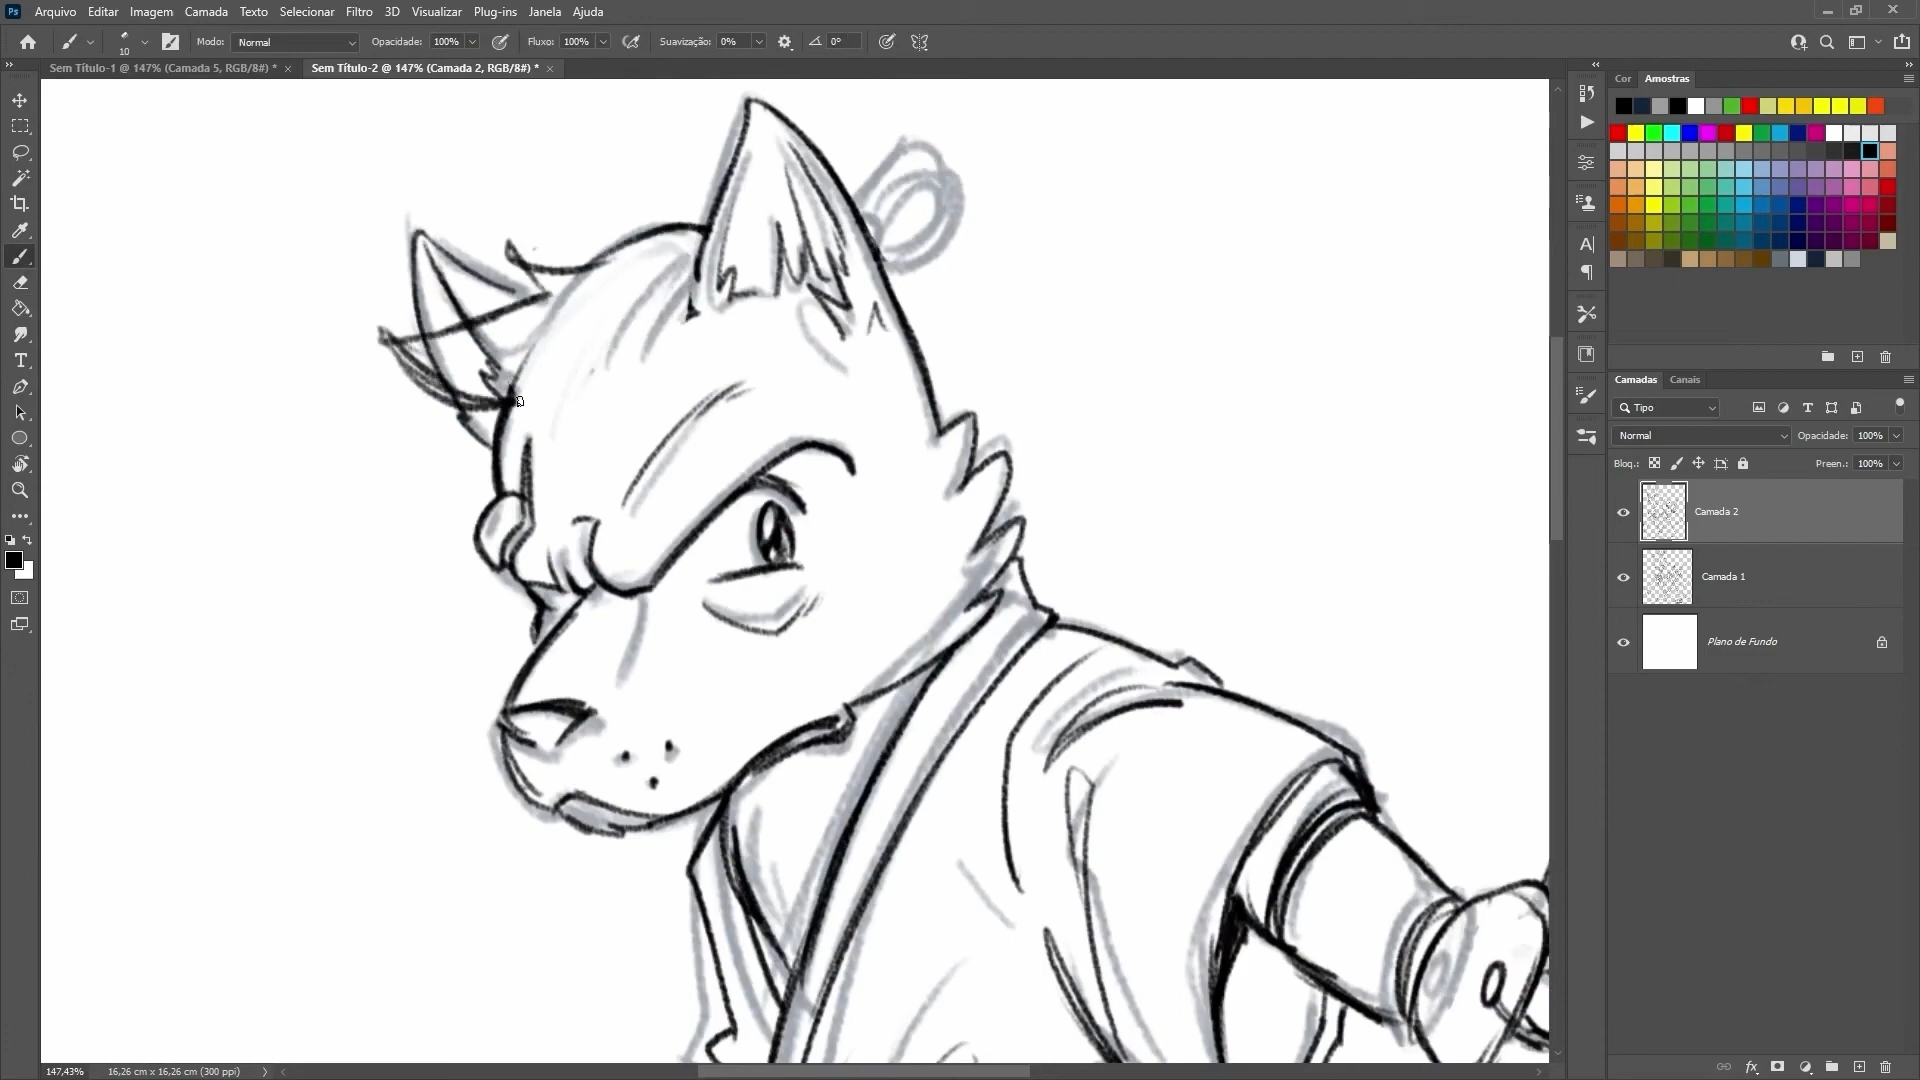 Ps Arquivo Editar Imagem Camada Texto Selecionar Filtro 3D Visualizar Plug-ins Janela Ajuda
10 Modo: Normal Opacidade: 100% Fluxo: 100% Suavização: 0% 0°
Sem Título-1 @ 147% (Camada 5, RGB/8#) * Sem Título-2 @ 147% (Camada 2, RGB/8#) *
Cor Amostras
Camadas Canais
Tipo
Normal Opacidade: 100%
Bloq.: Preen.: 100%
Camada 2
Camada 1
Plano de Fundo
147,43% 16,26 cm x 16,26 cm (300 ppi)